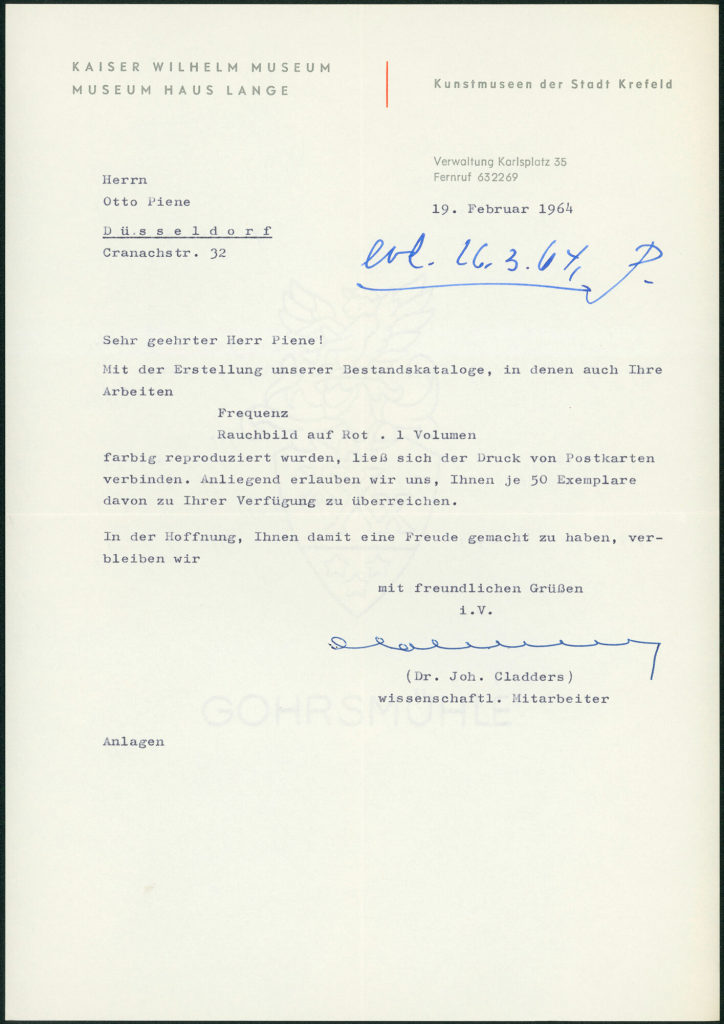 KAISER WILHELM MUSEUM
MUSEUM HAUS LANGE
Kunstmuseen der Stadt Krefeld
Verwaltung Karlsplatz 35
Fernruf 632269
Herrn
Otto Piene
D ü s s e l d o r f
Cranachstr. 32
19. Februar 1964
erl. 26.3.64, P.
Sehr geehrter Herr Piene!
Mit der Erstellung unserer Bestandskataloge, in denen auch Ihre
Arbeiten
Frequenz
Rauchbild auf Rot . 1 Volumen
farbig reproduziert wurden, ließ sich der Druck von Postkarten
verbinden. Anliegend erlauben wir uns, Ihnen je 50 Exemplare
davon zu Ihrer Verfügung zu überreichen.
In der Hoffnung, Ihnen damit eine Freude gemacht zu haben, ver-
bleiben wir
mit freundlichen Grüßen
i.V.
(Dr. Joh. Cladders)
wissenschaftl. Mitarbeiter
GOHRSMÜHLE
Anlagen